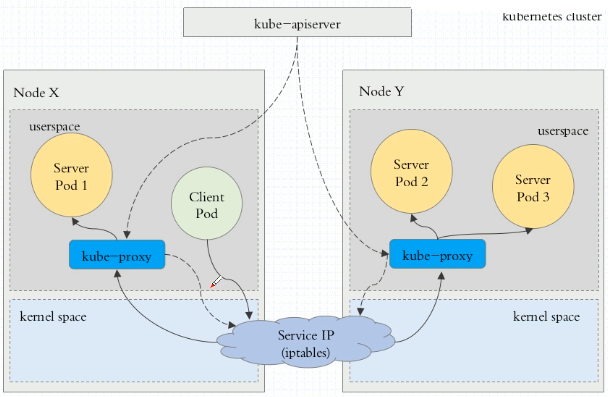 kube-apiserver
kubernetes cluster
Node X
Node Y
userspace
userspace
Server
Pod 1
Client
Pod
Server
Pod 2
Server
Pod 3
kube-proxy
kube-proxy
kernel space
kernel space
Service IP
(iptables)